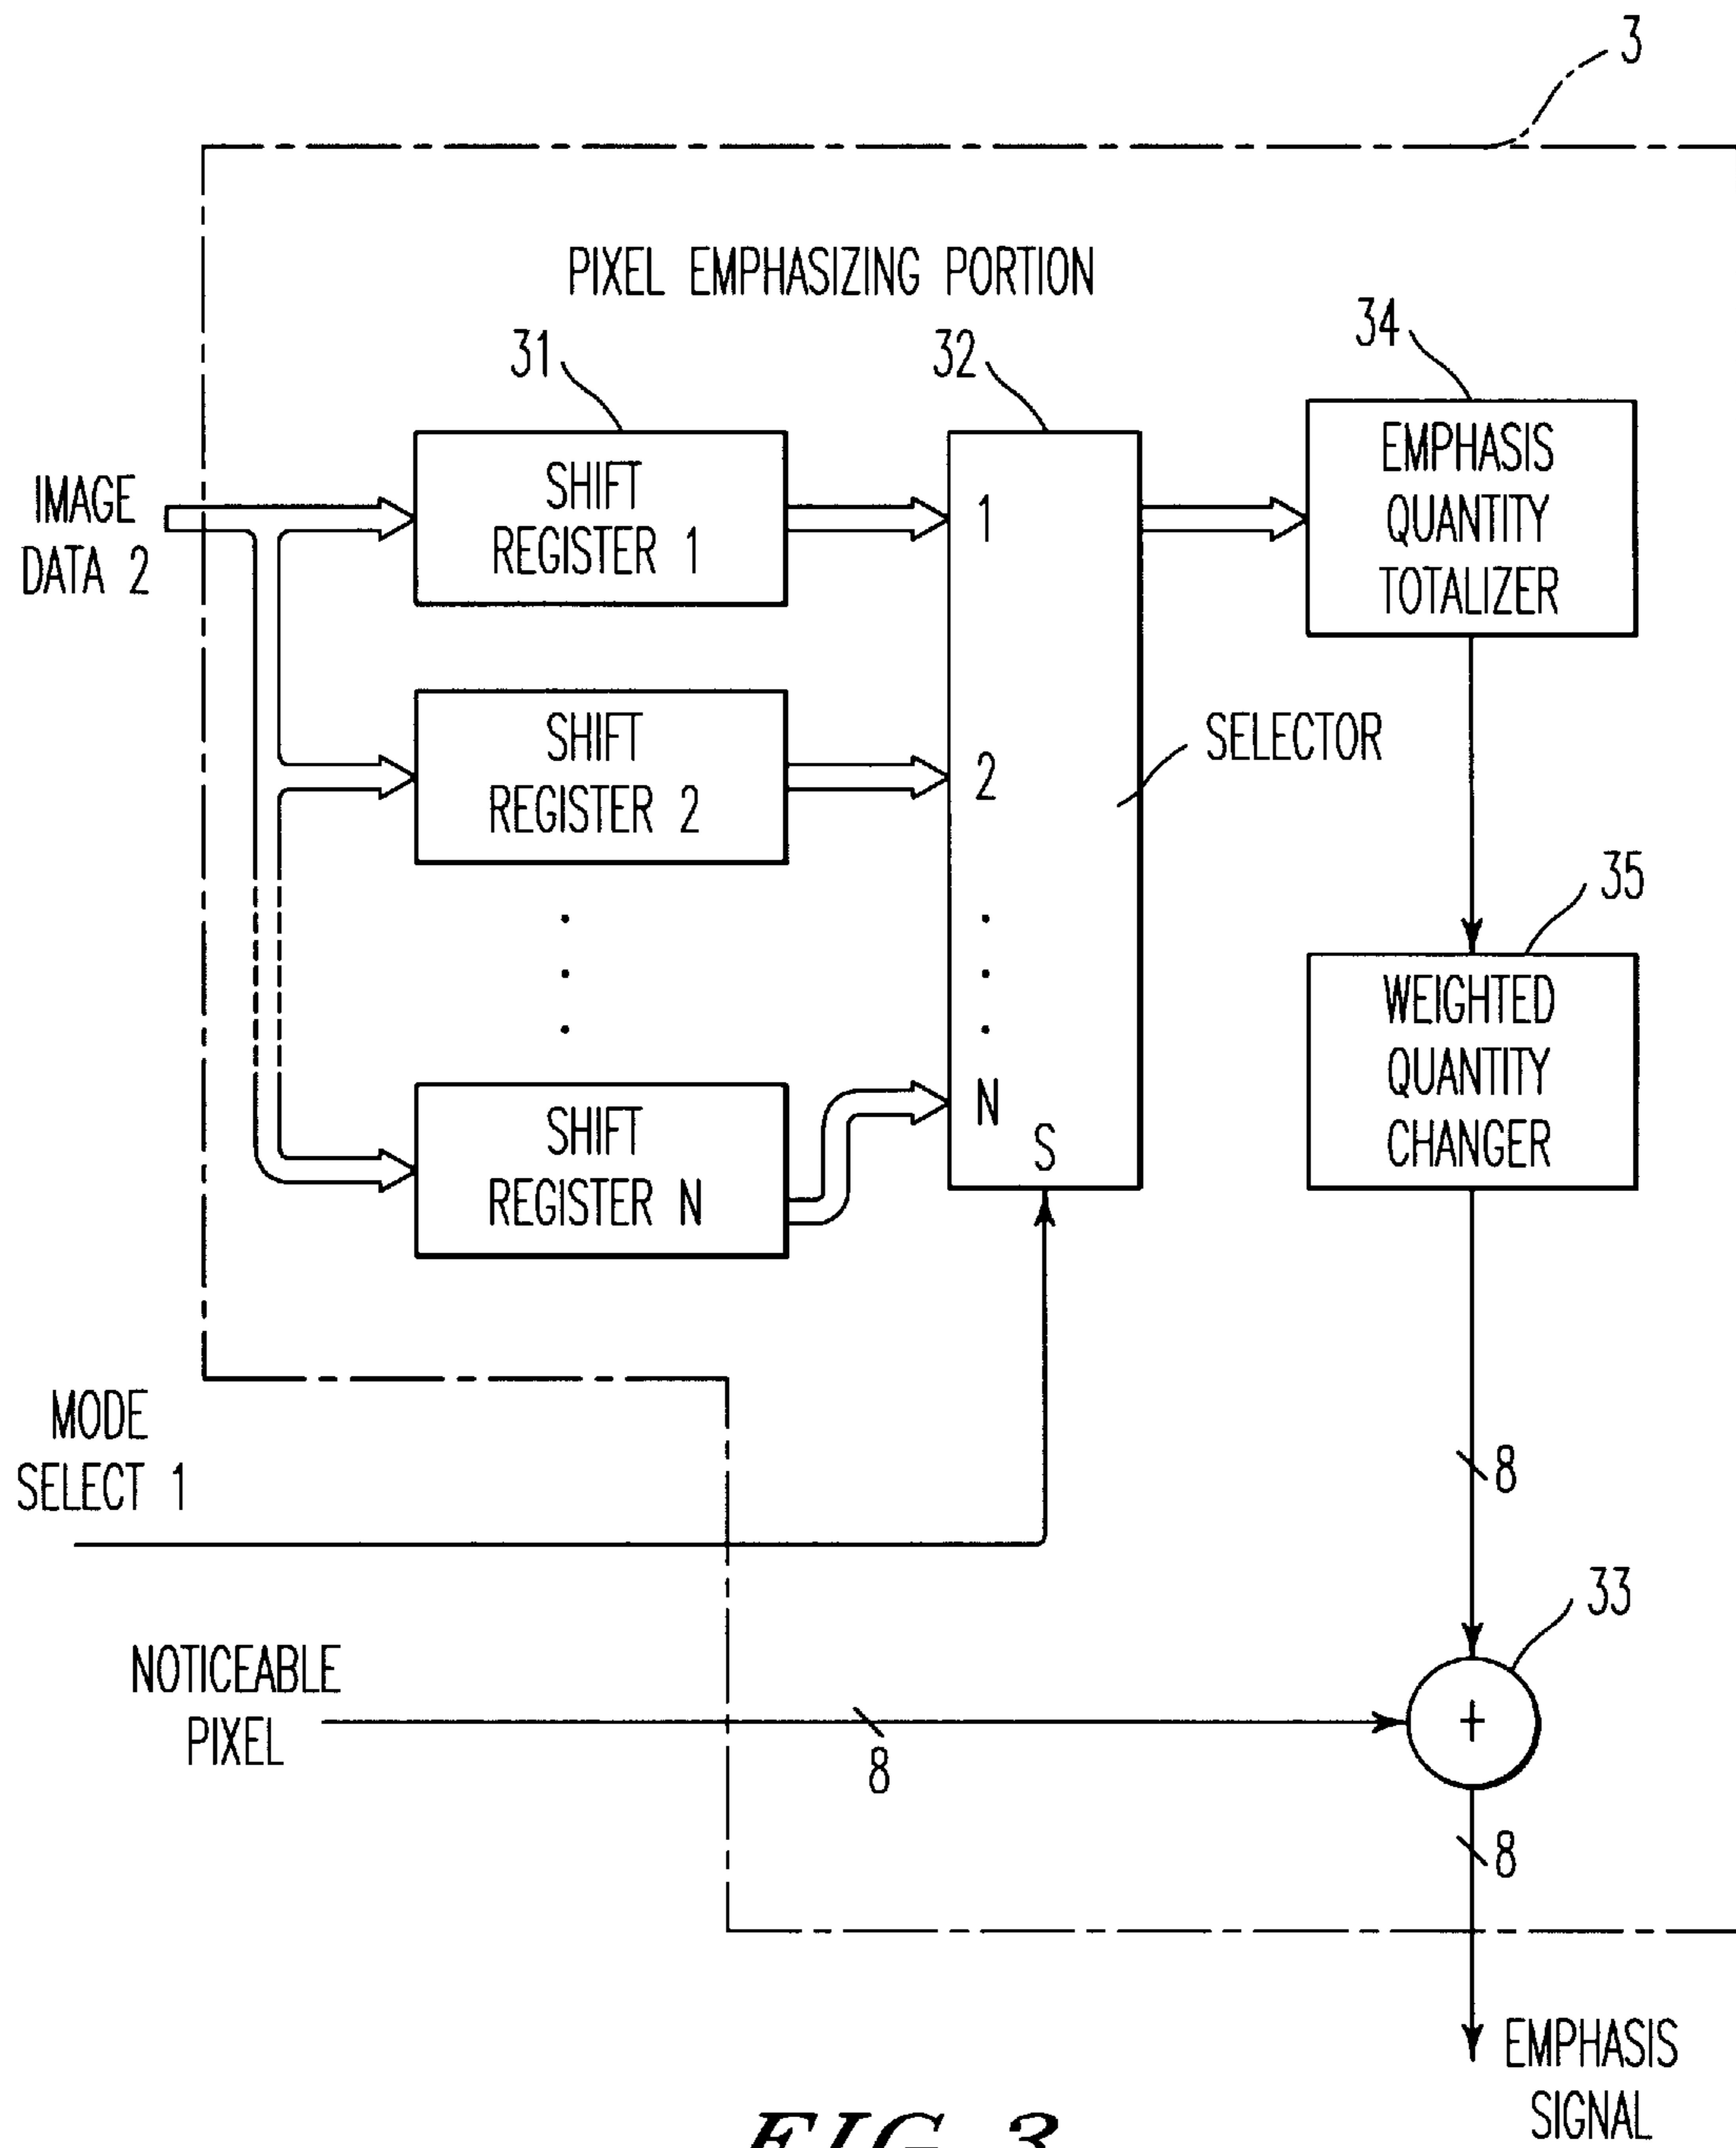 3
PIXEL EMPHASIZING PORTION
31
32
34
IMAGE
DATA 2
SHIFT
REGISTER 1
1
EMPHASIS
QUANTITY
TOTALIZER
SHIFT
REGISTER 2
2
SELECTOR
35
WEIGHTED
QUANTITY
CHANGER
SHIFT
REGISTER N
N
S
MODE
SELECT 1
8
33
NOTICEABLE
PIXEL
8
+
8
EMPHASIS
SIGNAL
FIG. 3